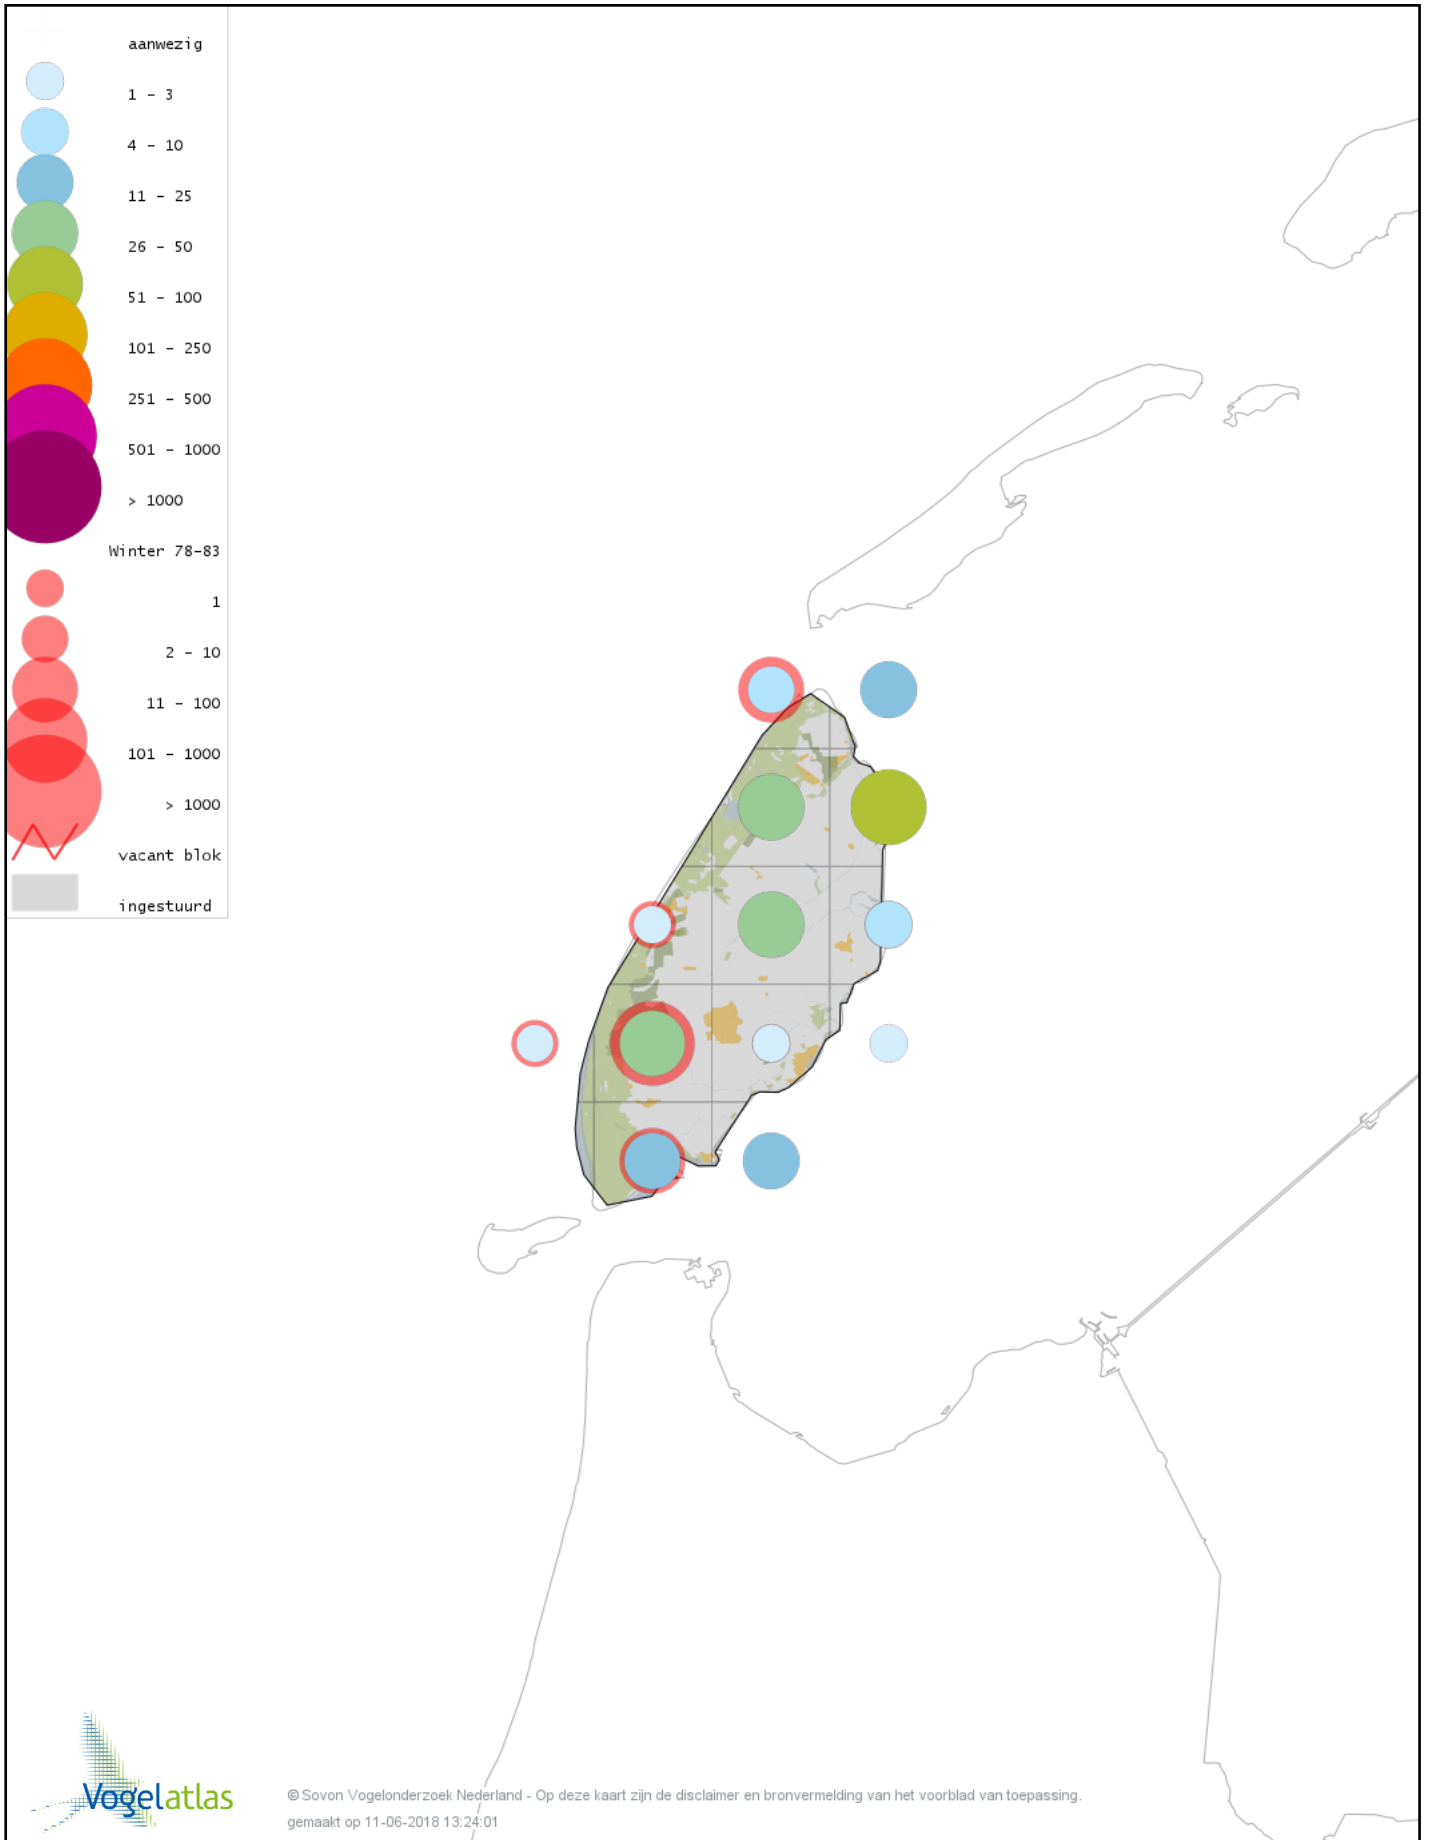 aanwezig
1 - 3
4 - 10
11 - 25
26 - 50
51 - 100
101 - 250
251 - 500
501 - 1000
> 1000
Winter 78-83
1
2 - 10
11 - 100
101 - 1000
> 1000
vacant blok
ingestuurd
Vogelatlas
© Sovon Vogelonderzoek Nederland - Op deze kaart zijn de disclaimer en bronvermelding van het voorblad van toepassing.
gemaakt op 11-06-2018 13:24:01